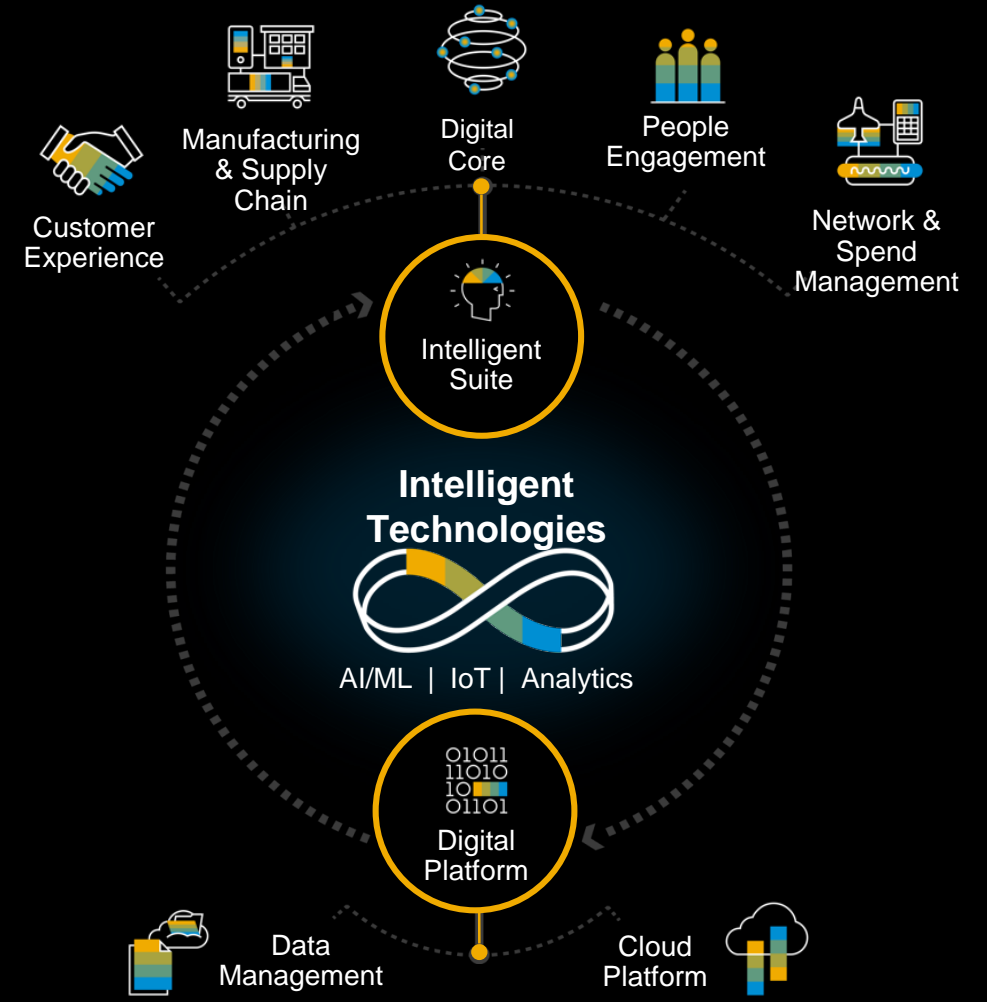 Customer
Experience
Manufacturing
& Supply
Chain
Digital
Core
People
Engagement
Network &
Spend
Management
Intelligent
Suite
Intelligent
Technologies
AI/ML | IoT | Analytics
01011
11010
10
01101
Digital
Platform
Data
Management
Cloud
Platform